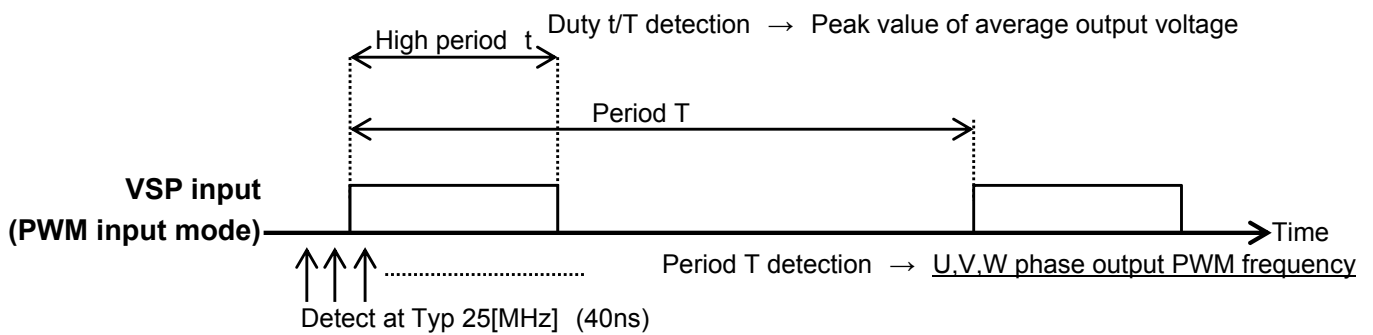 Duty t/T detection → Peak value of average output voltage
High period t
Period T
VSP input
(PWM input mode)
Time
Period T detection → U,V,W phase output PWM frequency
Detect at Typ 25[MHz] (40ns)